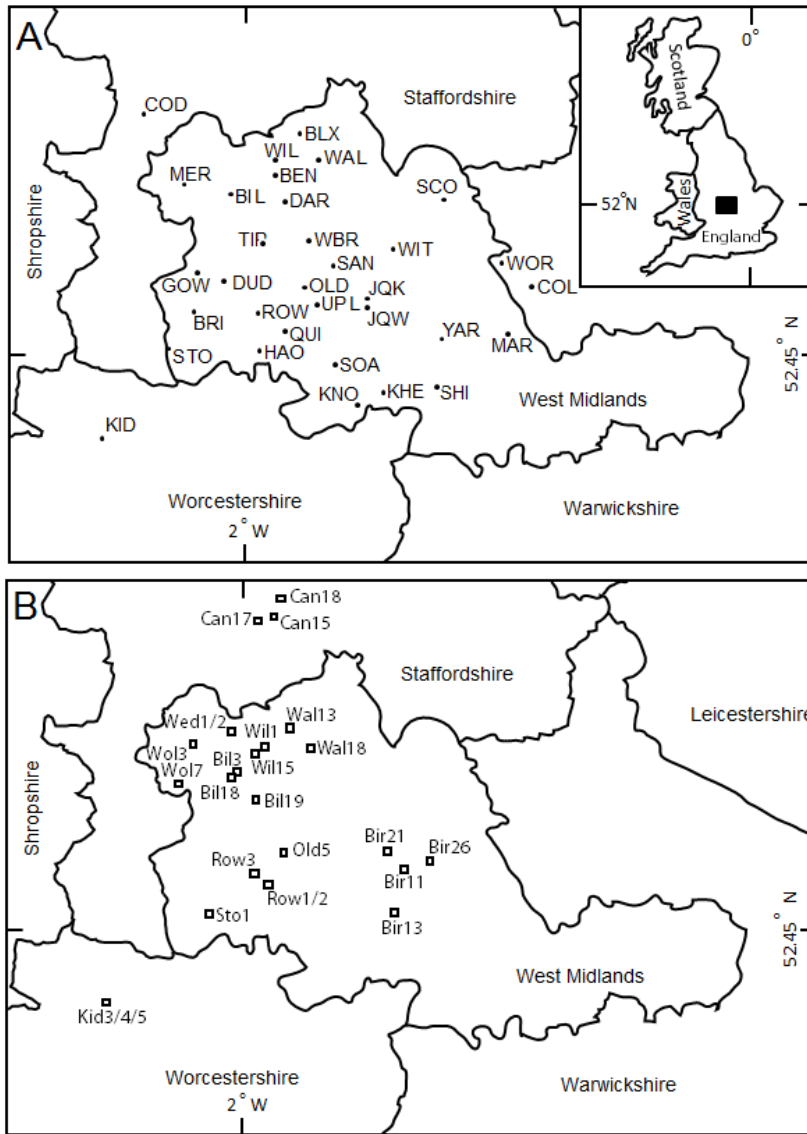 A
0°
Scotland
Staffordshire
COD
BLX
WIL
WAL
MER
BEN
SCO
BIL
DAR
52°N
Wales
England
Shropshire
TIP
WBR
WIT
SAN
WOR
GOW
DUD
OLD
JQK
COL
UPL
BRI
ROW
JQW
QUI
YAR
MAR
STO
HAO
SOA
52.45° N
KNO
KHE
SHI
West Midlands
KID
Worcestershire
2° W
Warwickshire
B
Can18
Can17
Can15
Staffordshire
Leicestershire
Wed1/2
Wil1
Wal13
Wol3
Bil3
Wal18
Wol7
Wil15
Bil18
Bil19
Shropshire
Old5
Bir21
Bir26
Row3
Bir11
Row1/2
Sto1
Bir13
52.45° N
West Midlands
Kid3/4/5
Worcestershire
2° W
Warwickshire